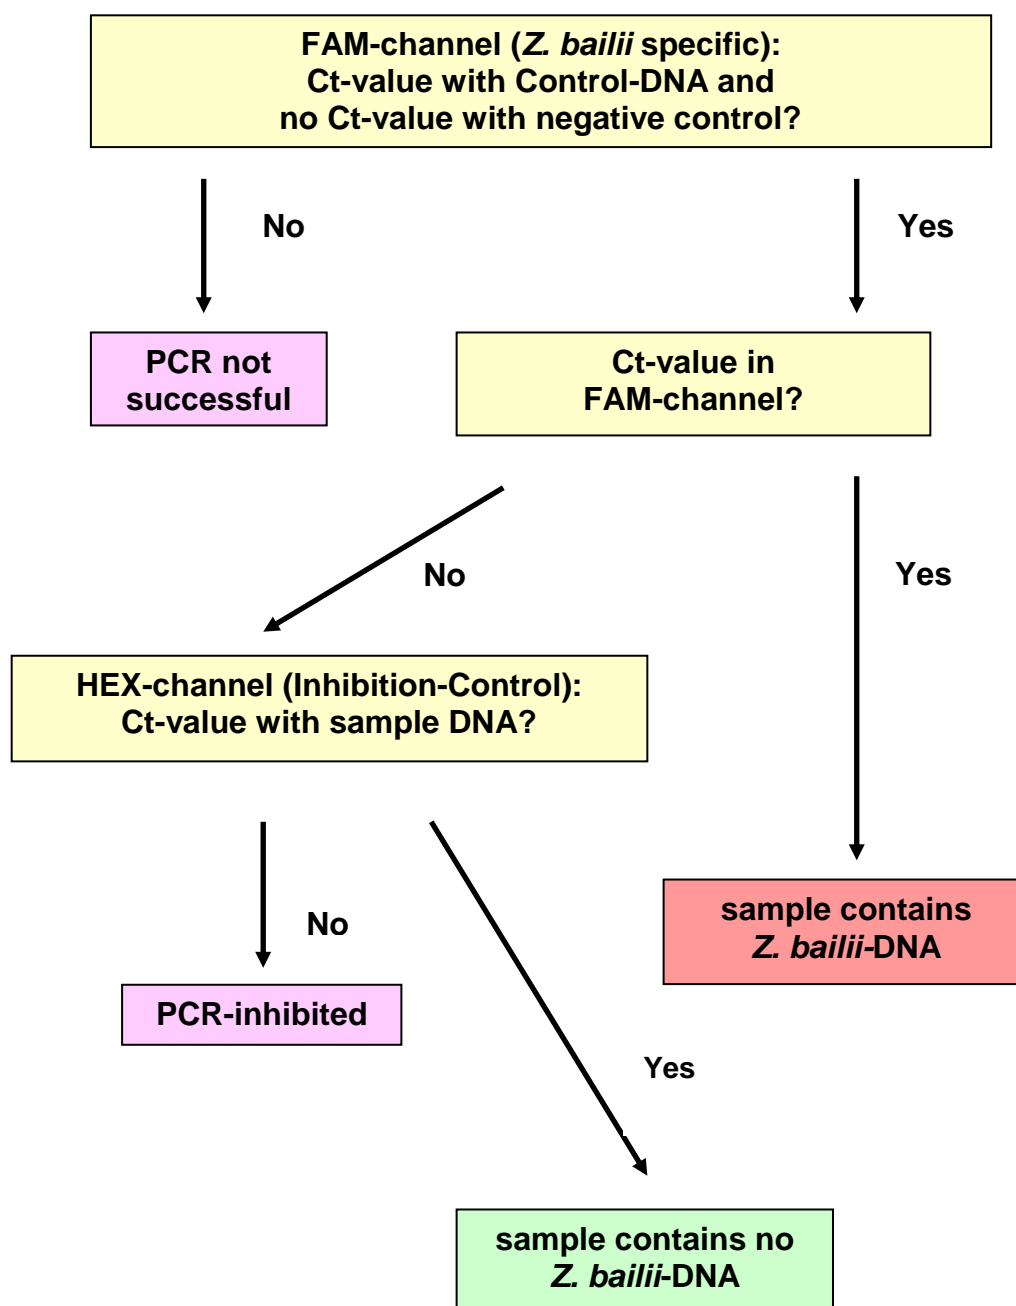 FAM-channel (Z. bailii specific):
Ct-value with Control-DNA and
no Ct-value with negative control?
No
Yes
PCR not
successful
Ct-value in
FAM-channel?
No
Yes
HEX-channel (Inhibition-Control):
Ct-value with sample DNA?
sample contains
Z. bailii-DNA
No
PCR-inhibited
Yes
sample contains no
Z. bailii-DNA